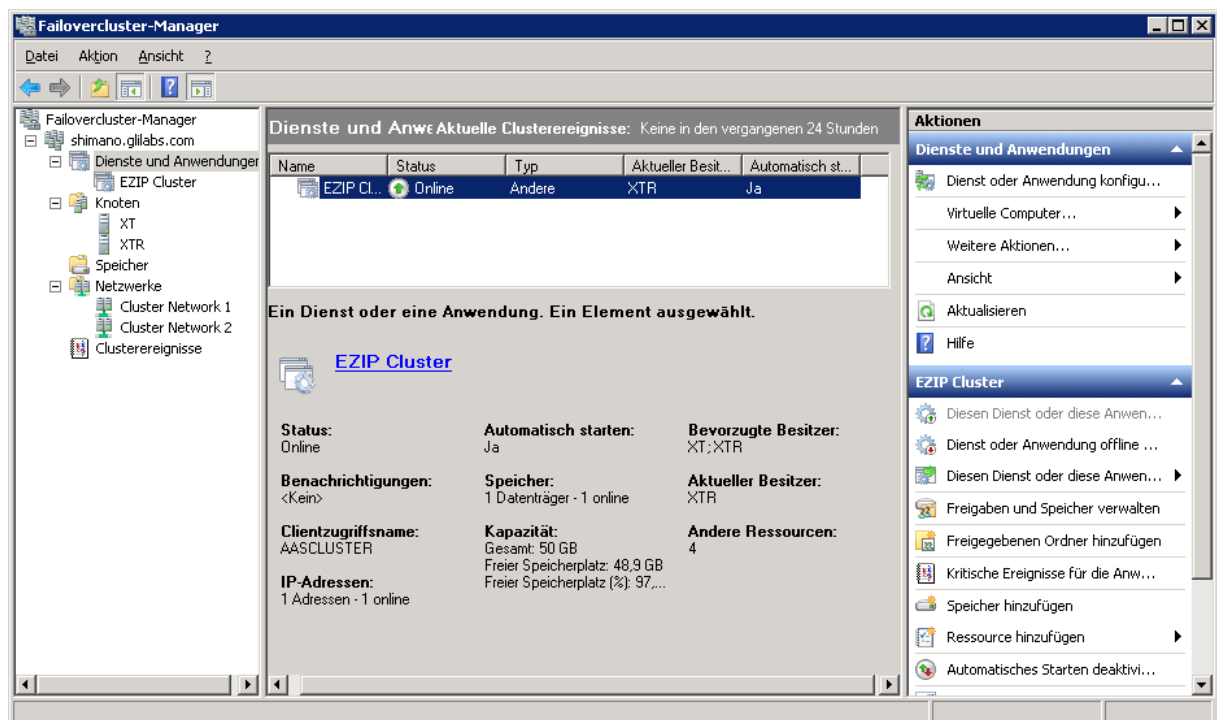 Failovercluster-Manager
Datei Aktion Ansicht ?
Failovercluster-Manager
shimano.glilabs.com
Dienste und Anwendunger
EZIP Cluster
Knoten
XT
XTR
Speicher
Netzwerke
Cluster Network 1
Cluster Network 2
Clusterereignisse
Dienste und Anwe Aktuelle Clusterereignisse: Keine in den vergangenen 24 Stunden
Name Status Typ Aktueller Besit... Automatisch st...
EZIP Cl... Online Andere XTR Ja
Ein Dienst oder eine Anwendung. Ein Element ausgewählt.
EZIP Cluster
Status: Automatisch starten: Bevorzugte Besitzer:
Online Ja XT;XTR
Benachrichtigungen: Speicher: Aktueller Besitzer:
<Kein> 1 Datenträger - 1 online XTR
Clientzugriffsname: Kapazität: Andere Ressourcen:
AASCLUSTER Gesamt: 50 GB 4
Freier Speicherplatz: 48,9 GB
IP-Adressen: Freier Speicherplatz (%): 97,...
1 Adressen - 1 online
Aktionen
Dienste und Anwendungen
Dienst oder Anwendung konfigu...
Virtuelle Computer...
Weitere Aktionen...
Ansicht
Aktualisieren
Hilfe
EZIP Cluster
Diesen Dienst oder diese Anwen...
Dienst oder Anwendung offline ...
Diesen Dienst oder diese Anwen...
Freigaben und Speicher verwalten
Freigegebenen Ordner hinzufügen
Kritische Ereignisse für die Anw...
Speicher hinzufügen
Ressource hinzufügen
Automatisches Starten deaktivi...